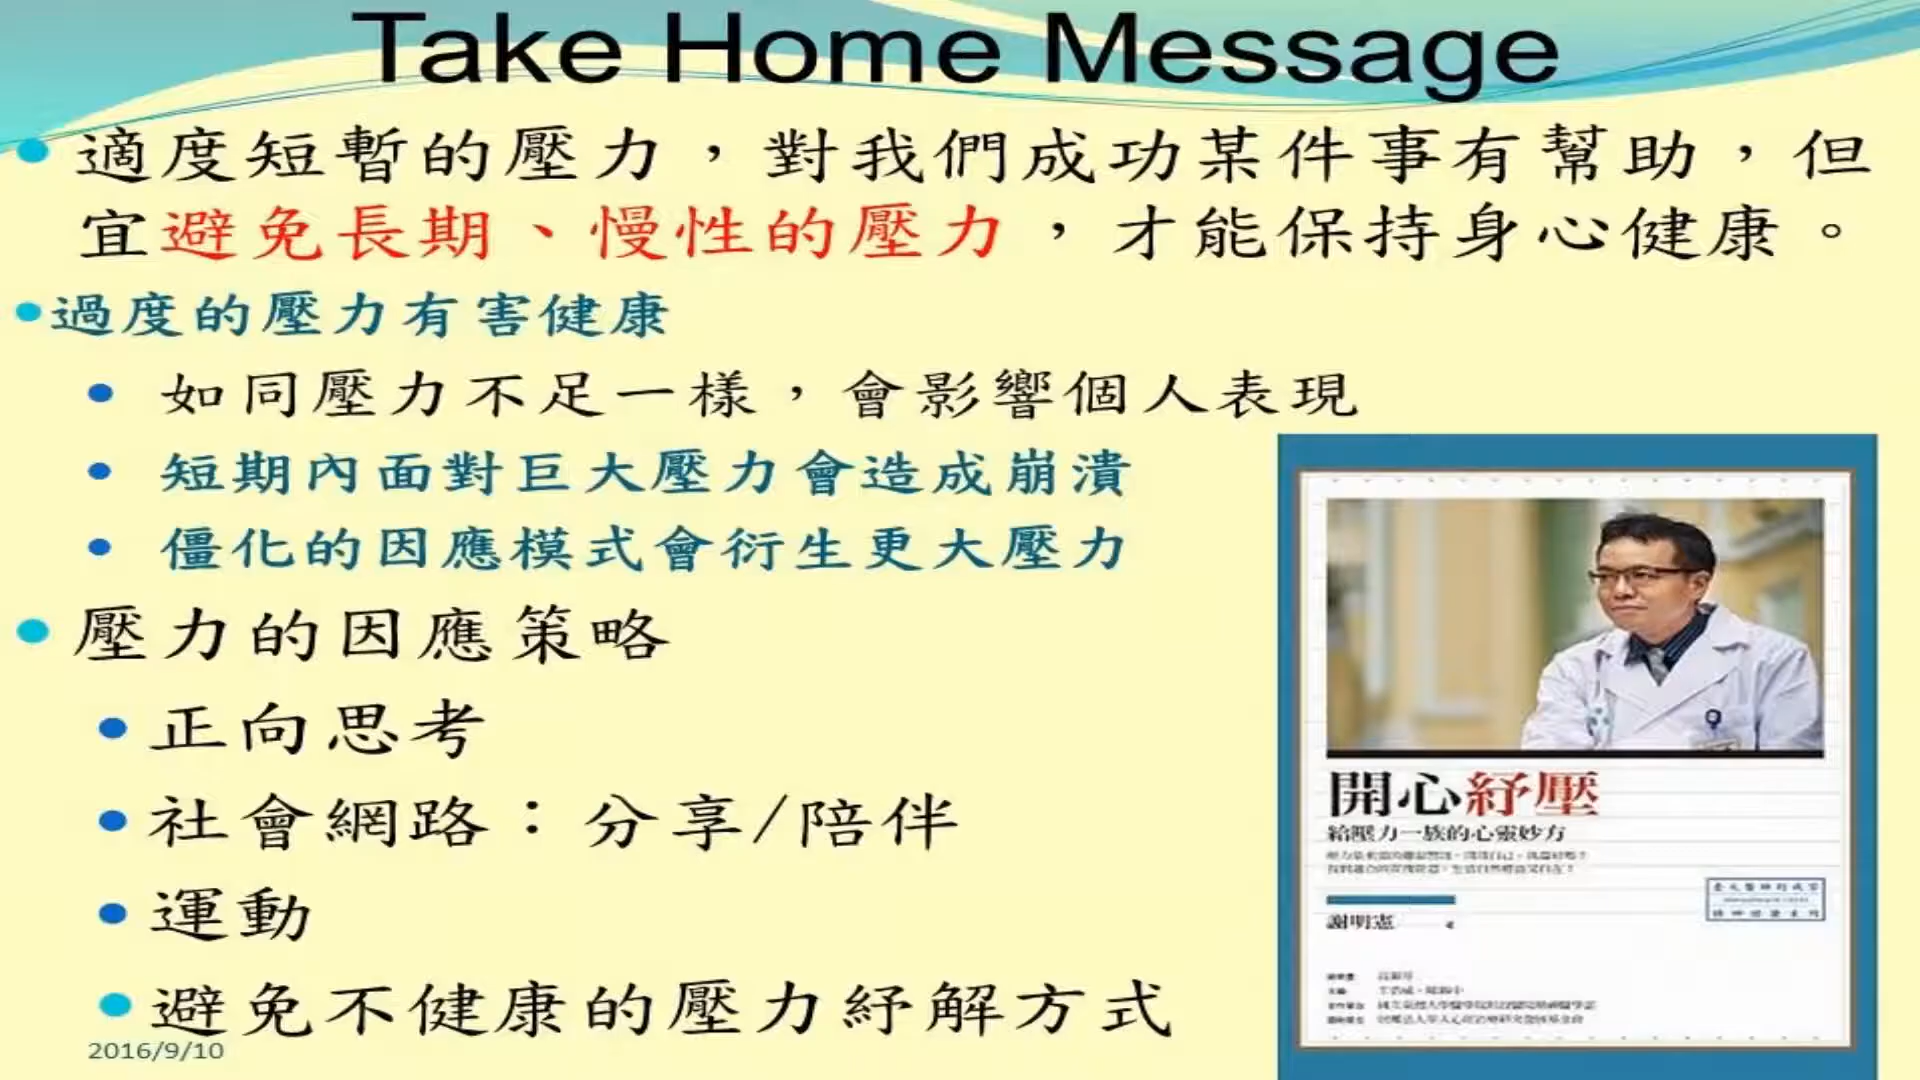 Take Home Message
適度短暫的壓力，對我們成功某件事有幫助，但
宜避免長期、慢性的壓力，才能保持身心健康。
過度的壓力有害健康
如同壓力不足一樣，會影響個人表現
短期內面對巨大壓力會造成崩潰
僵化的因應模式會衍生更大壓力
壓力的因應策略
正向思考
社會網路：分享/陪伴
運動
避免不健康的壓力紓解方式
2016/9/10
開心紓壓
給壓力一族的心靈妙方
謝明憲